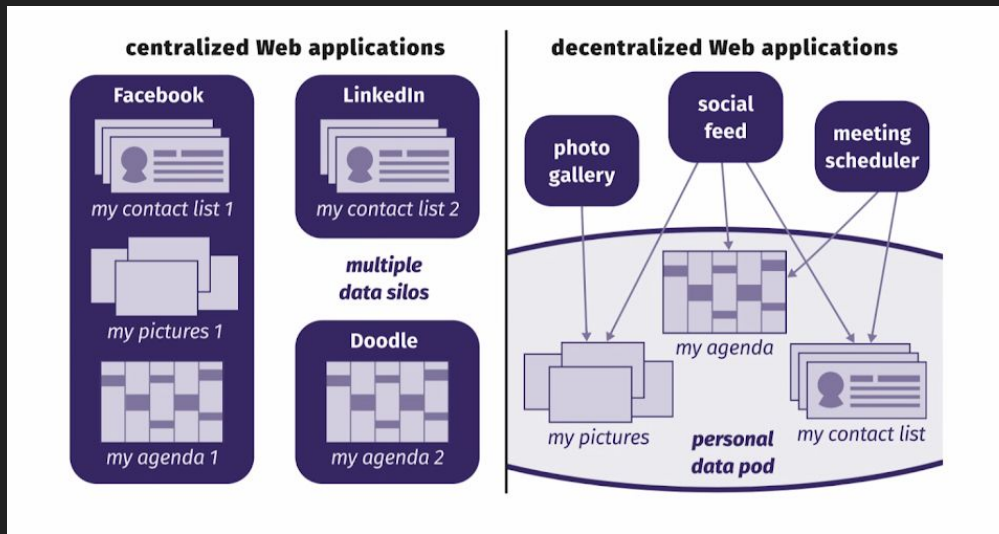 centralized Web applications
Facebook
my contact list 1
my pictures 1
my agenda 1
LinkedIn
my contact list 2
multiple
data silos
Doodle
my agenda 2
decentralized Web applications
photo
gallery
social
feed
meeting
scheduler
my agenda
my pictures
my contact list
personal
data pod